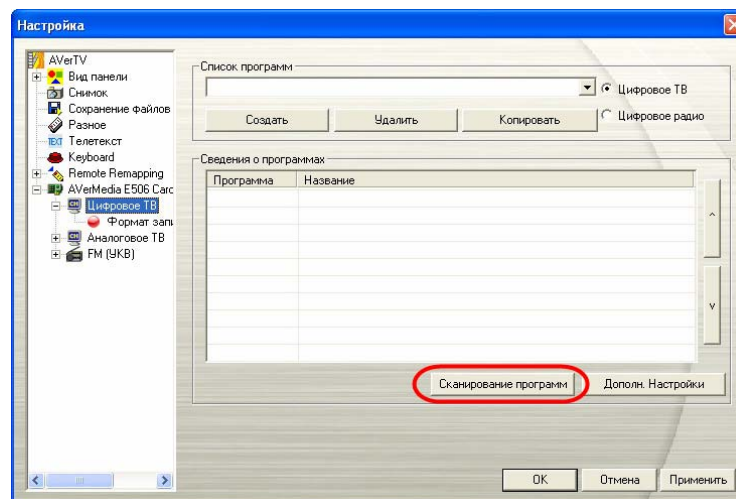 Настройка
AVerTV
Вид панели
Снимок
Сохранение файлов
Разное
TEXT Телетекст
Keyboard
Remote Remapping
AVerMedia E506 Card
Цифровое ТВ
Формат запи
Аналоговое ТВ
FM (УКВ)
Список программ
Цифровое ТВ
Цифровое радио
Создать Удалить Копировать
Сведения о программах
Программа Название
Сканирование программ Дополн. Настройки
OK Отмена Применить